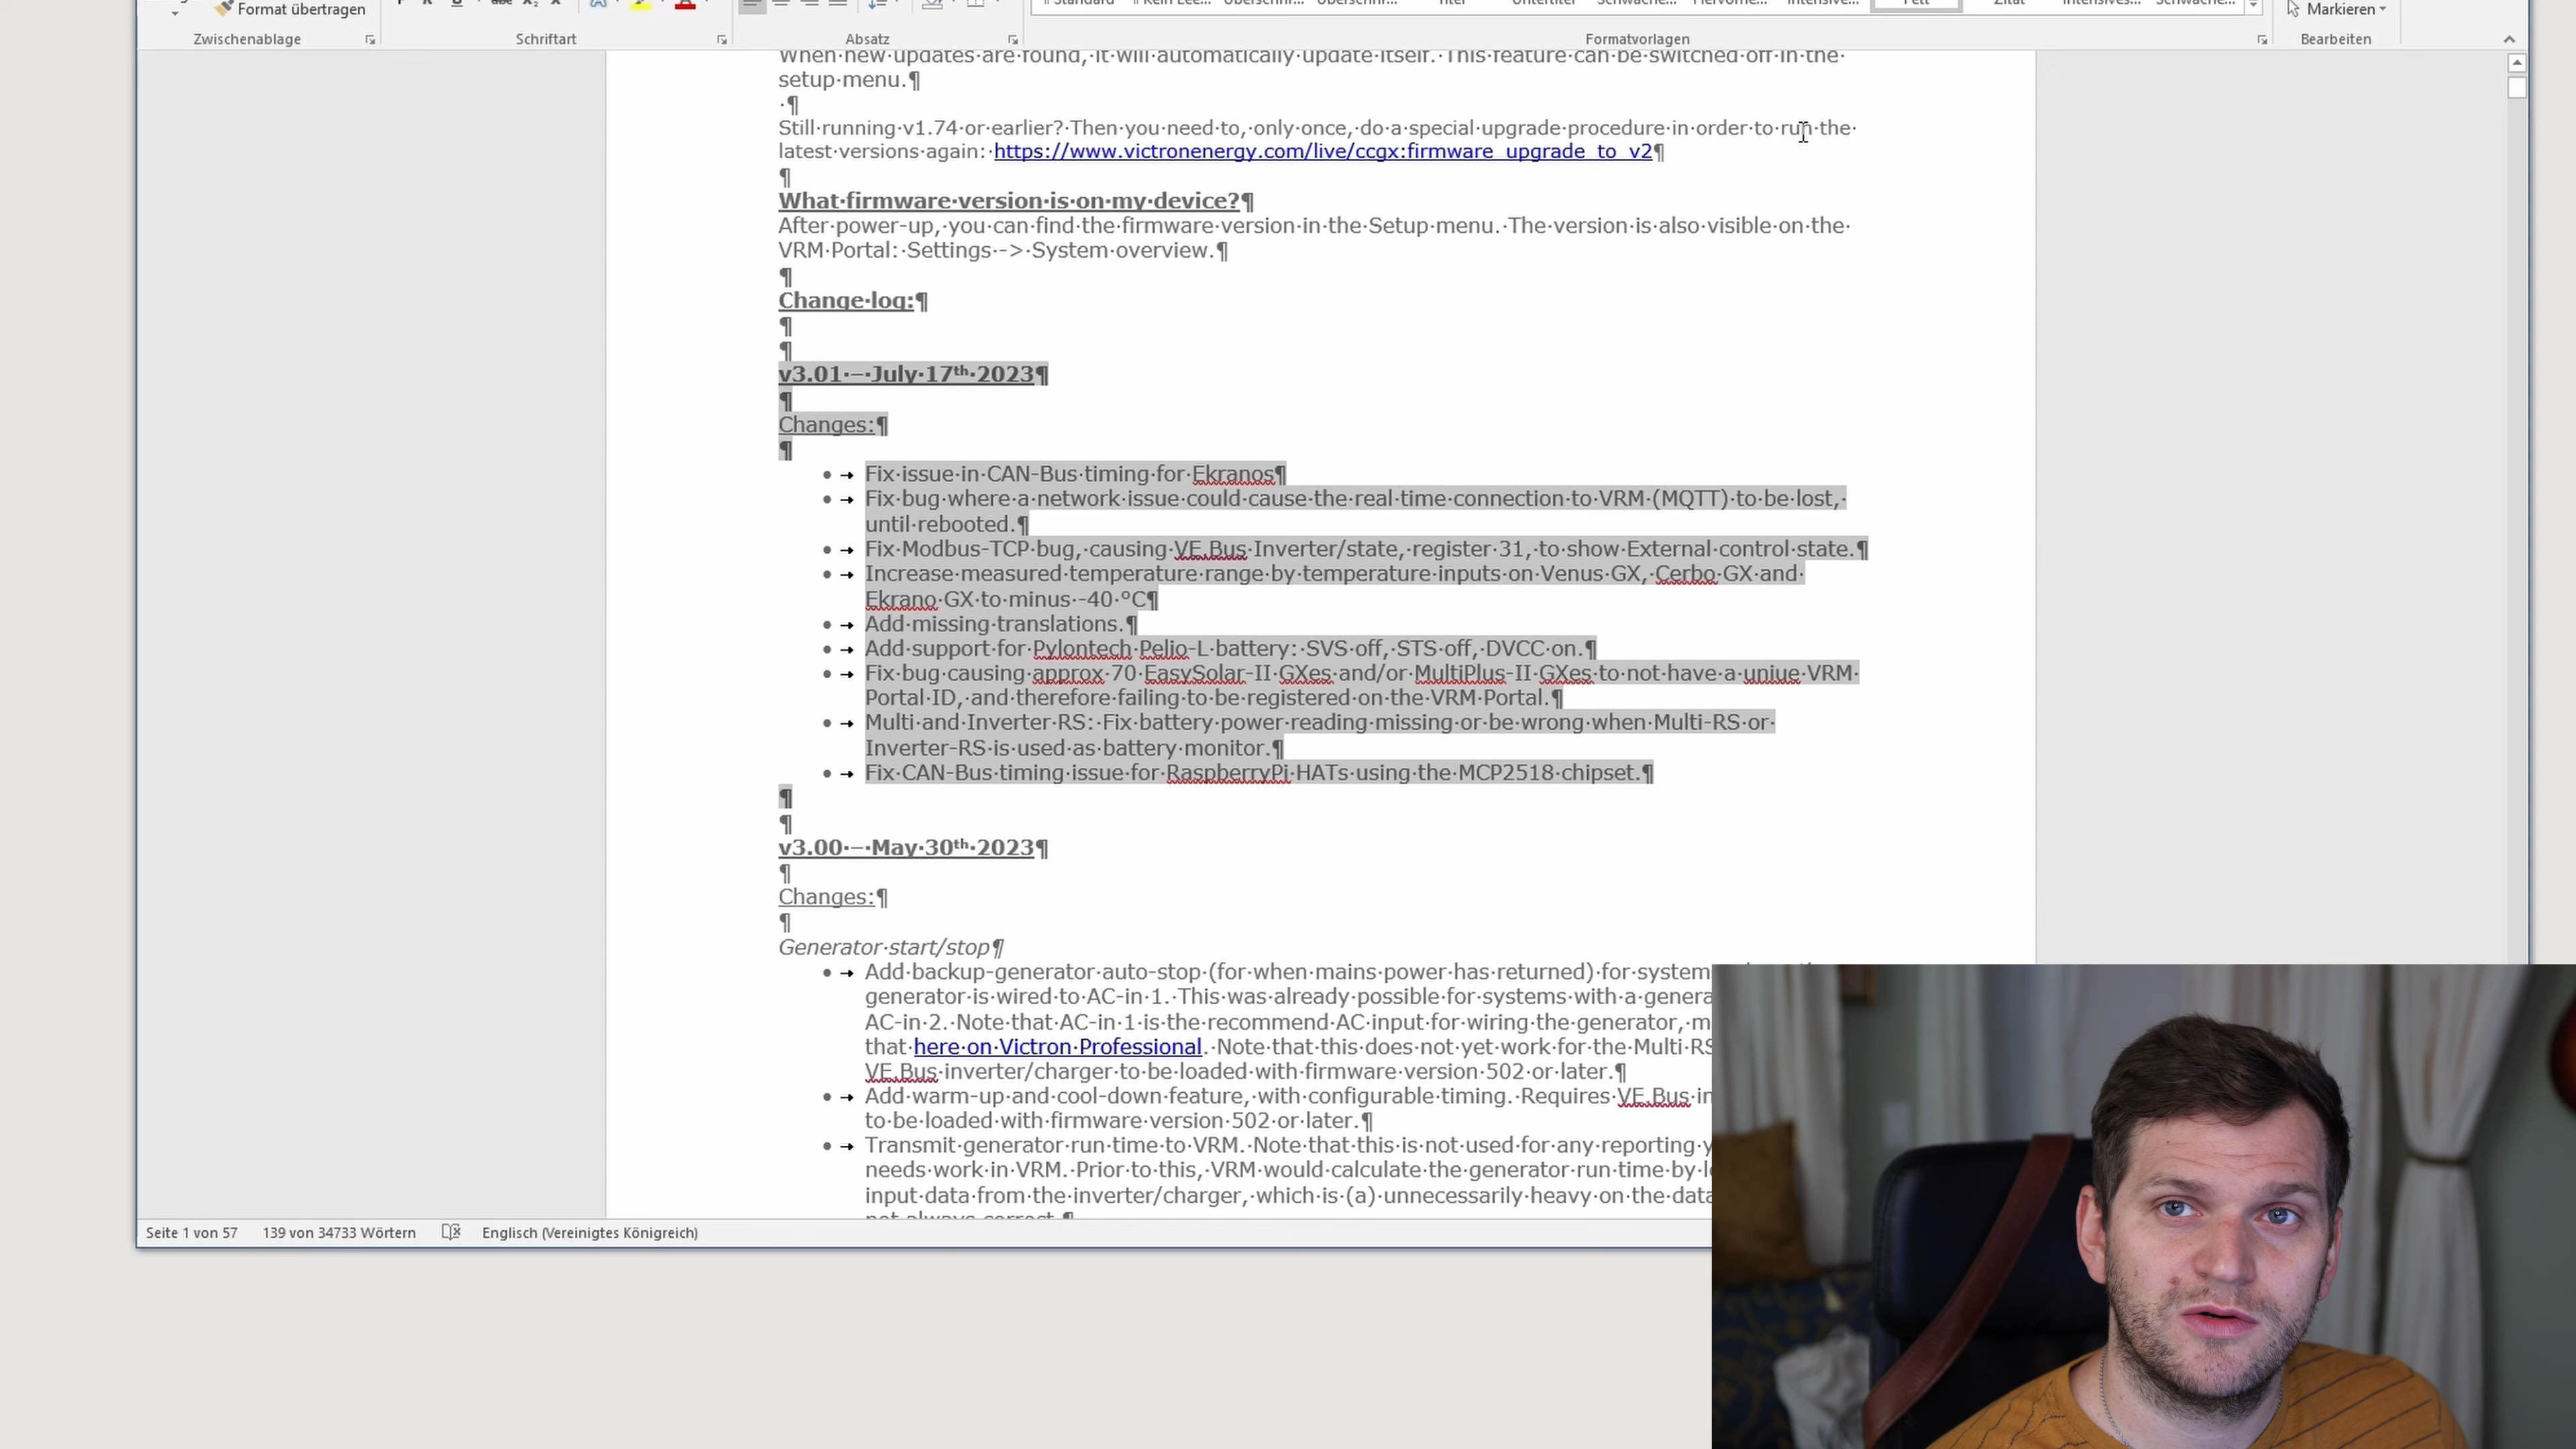 Format übertragen
Markieren
Zwischenablage
Schriftart
Absatz
Formatvorlagen
Bearbeiten
When new updates are found, it will automatically update itself. This feature can be switched off in the
setup menu.¶
¶
Still running v1.74 or earlier? Then you need to, only once, do a special upgrade procedure in order to run the
latest versions again: https://www.victronenergy.com/live/ccgx:firmware_upgrade_to_v2¶
¶
What firmware version is on my device?¶
After power-up, you can find the firmware version in the Setup menu. The version is also visible on the
VRM Portal: Settings -> System overview.¶
¶
Change log:¶
¶
¶
v3.01 – July 17th 2023¶
¶
Changes:¶
¶
• → Fix issue in CAN-Bus timing for Ekranos¶
• → Fix bug where a network issue could cause the real time connection to VRM (MQTT) to be lost,
until rebooted.¶
• → Fix Modbus-TCP bug, causing VE.Bus Inverter/state, register 31, to show External control state.¶
• → Increase measured temperature range by temperature inputs on Venus GX, Cerbo GX and
Ekrano GX to minus -40 °C¶
• → Add missing translations.¶
• → Add support for Pylontech Pelio-L battery: SVS off, STS off, DVCC on.¶
• → Fix bug causing approx 70 EasySolar-II GXes and/or MultiPlus-II GXes to not have a uniue VRM
Portal ID, and therefore failing to be registered on the VRM Portal.¶
• → Multi and Inverter RS: Fix battery power reading missing or be wrong when Multi-RS or
Inverter-RS is used as battery monitor.¶
• → Fix CAN-Bus timing issue for RaspberryPi HATs using the MCP2518 chipset.¶
¶
¶
v3.00 – May 30th 2023¶
¶
Changes:¶
¶
Generator start/stop¶
• → Add backup-generator auto-stop (for when mains power has returned) for system
generator is wired to AC-in 1. This was already possible for systems with a
AC-in 2. Note that AC-in 1 is the recommend AC input for wiring the generator,
that here on Victron Professional. Note that this does not yet work for the Multi RS
VE.Bus inverter/charger to be loaded with firmware version 502 or later.¶
• → Add warm-up and cool-down feature, with configurable timing. Requires VE.Bus
to be loaded with firmware version 502 or later.¶
• → Transmit generator run time to VRM. Note that this is not used for any reporting
needs work in VRM. Prior to this, VRM would calculate the generator run time by
input data from the inverter/charger, which is (a) unnecessarily heavy on the
not always correct.¶
Seite 1 von 57 139 von 34733 Wörtern Englisch (Vereinigtes Königreich)